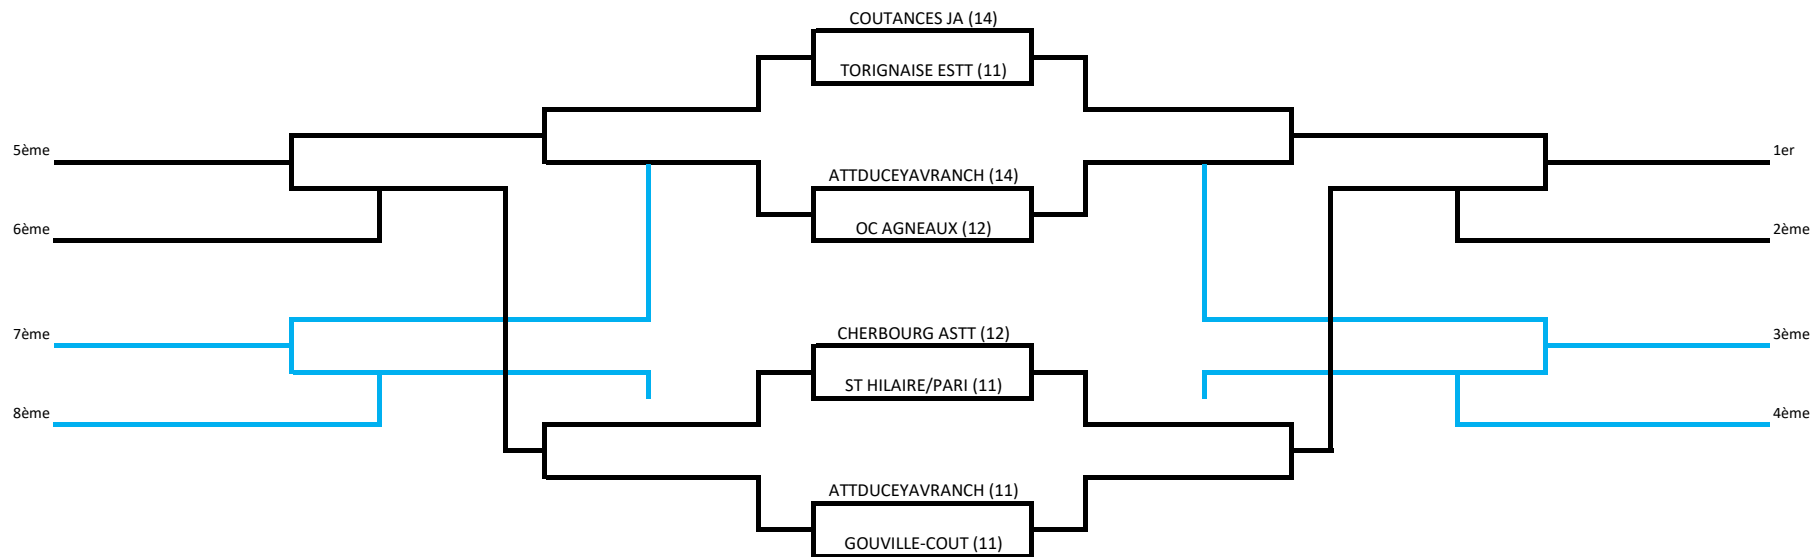 COUTANCES JA (14)
TORIGNAISE ESTT (11)
5ème
1er
ATTDUCEYAVRANCH (14)
OC AGNEAUX (12)
6ème
2ème
CHERBOURG ASTT (12)
7ème
3ème
ST HILAIRE/PARI (11)
8ème
4ème
ATTDUCEYAVRANCH (11)
GOUVILLE-COUT (11)